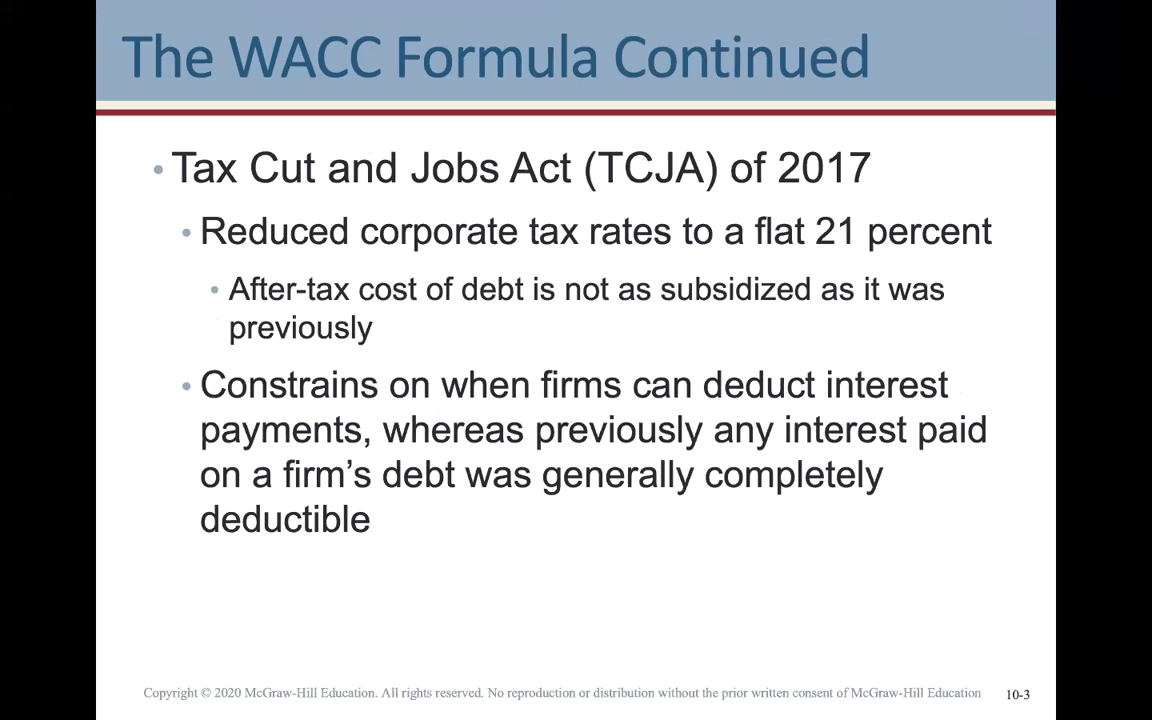 The WACC Formula Continued
• Tax Cut and Jobs Act (TCJA) of 2017
• Reduced corporate tax rates to a flat 21 percent
• After-tax cost of debt is not as subsidized as it was
previously
• Constrains on when firms can deduct interest
payments, whereas previously any interest paid
on a firm’s debt was generally completely
deductible
Copyright © 2020 McGraw-Hill Education. All rights reserved. No reproduction or distribution without the prior written consent of McGraw-Hill Education 10-3